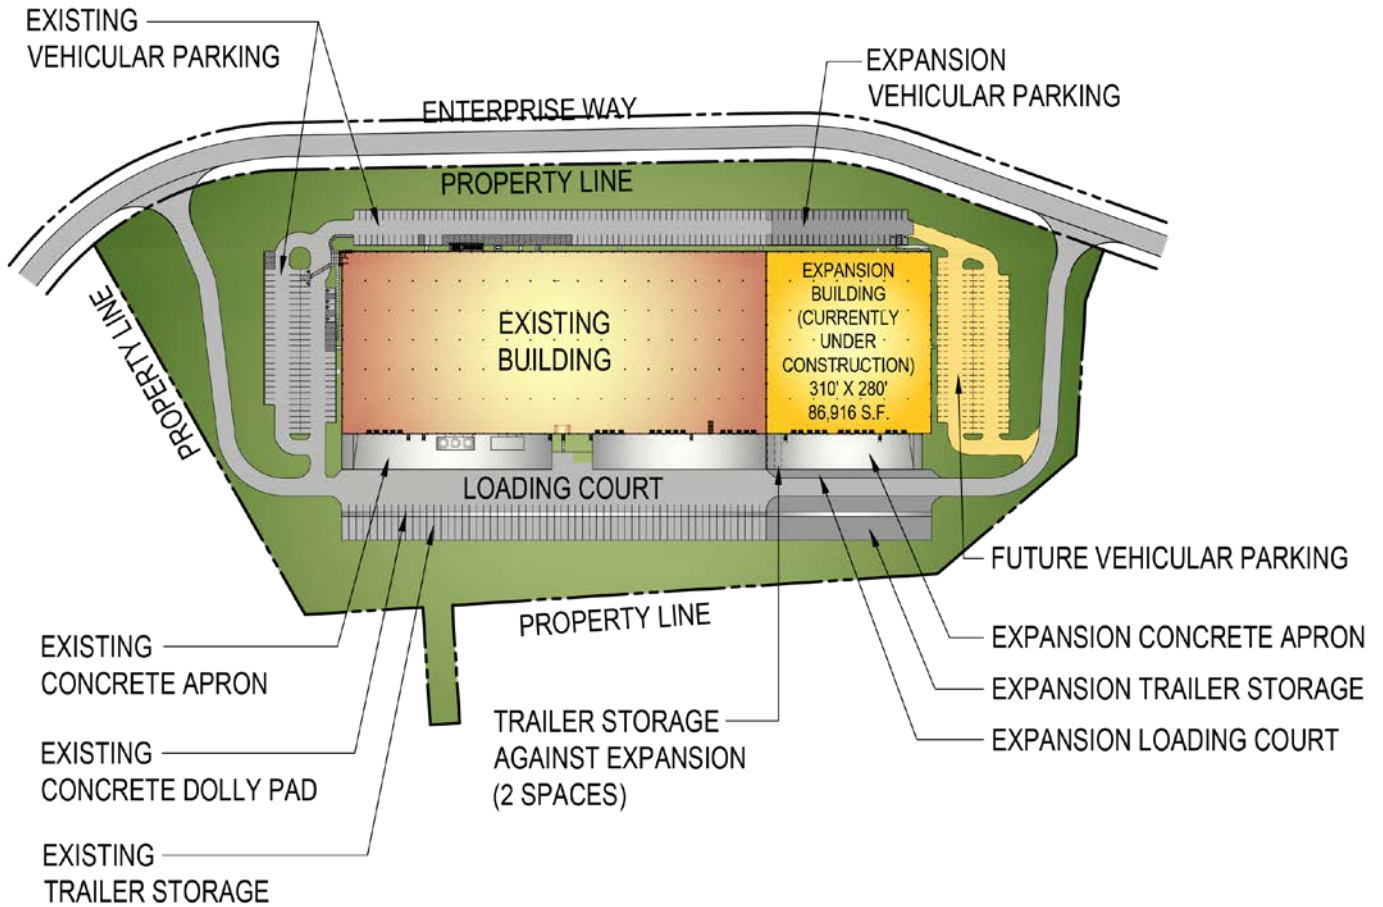 EXISTING
VEHICULAR PARKING
EXPANSION
VEHICULAR PARKING
ENTERPRISE WAY
PROPERTY LINE
PROPERTY LINE
EXISTING
BUILDING
EXPANSION
BUILDING
(CURRENTLY
UNDER
CONSTRUCTION)
310' X 280'
86,916 S.F.
LOADING COURT
PROPERTY LINE
FUTURE VEHICULAR PARKING
EXPANSION CONCRETE APRON
EXPANSION TRAILER STORAGE
EXPANSION LOADING COURT
EXISTING
CONCRETE APRON
EXISTING
CONCRETE DOLLY PAD
EXISTING
TRAILER STORAGE
TRAILER STORAGE
AGAINST EXPANSION
(2 SPACES)